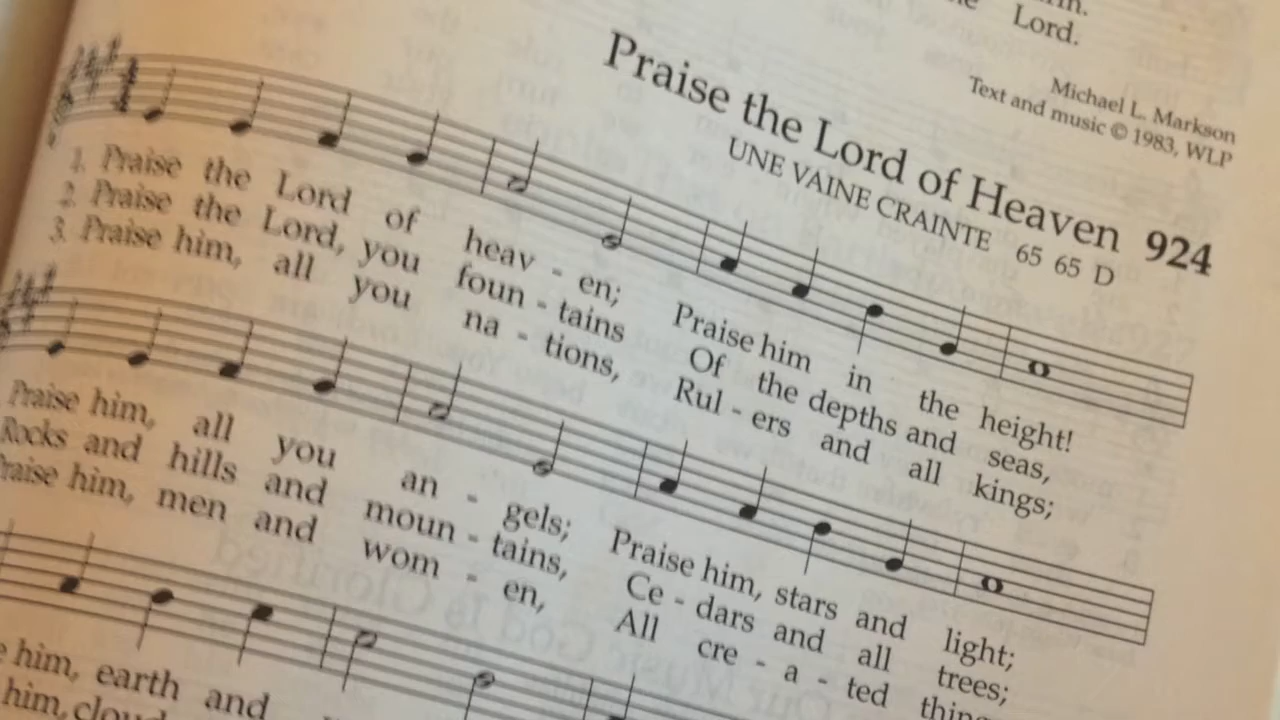 Lord.
Michael L. Markson
Text and music © 1983, WLP
Praise the Lord of Heaven 924
UNE VAINE CRAINTE 65 65 D
1. Praise the Lord of heav - en; Praise him in the height!
2. Praise the Lord, you foun - tains Of the depths and seas,
3. Praise him, all you na - tions, Rul - ers and all kings;
Praise him, all you an - gels; Praise him, stars and light;
Rocks and hills and moun - tains, Ce - dars and all trees;
Praise him, men and wom - en, All cre - a - ted
him, earth and
him,